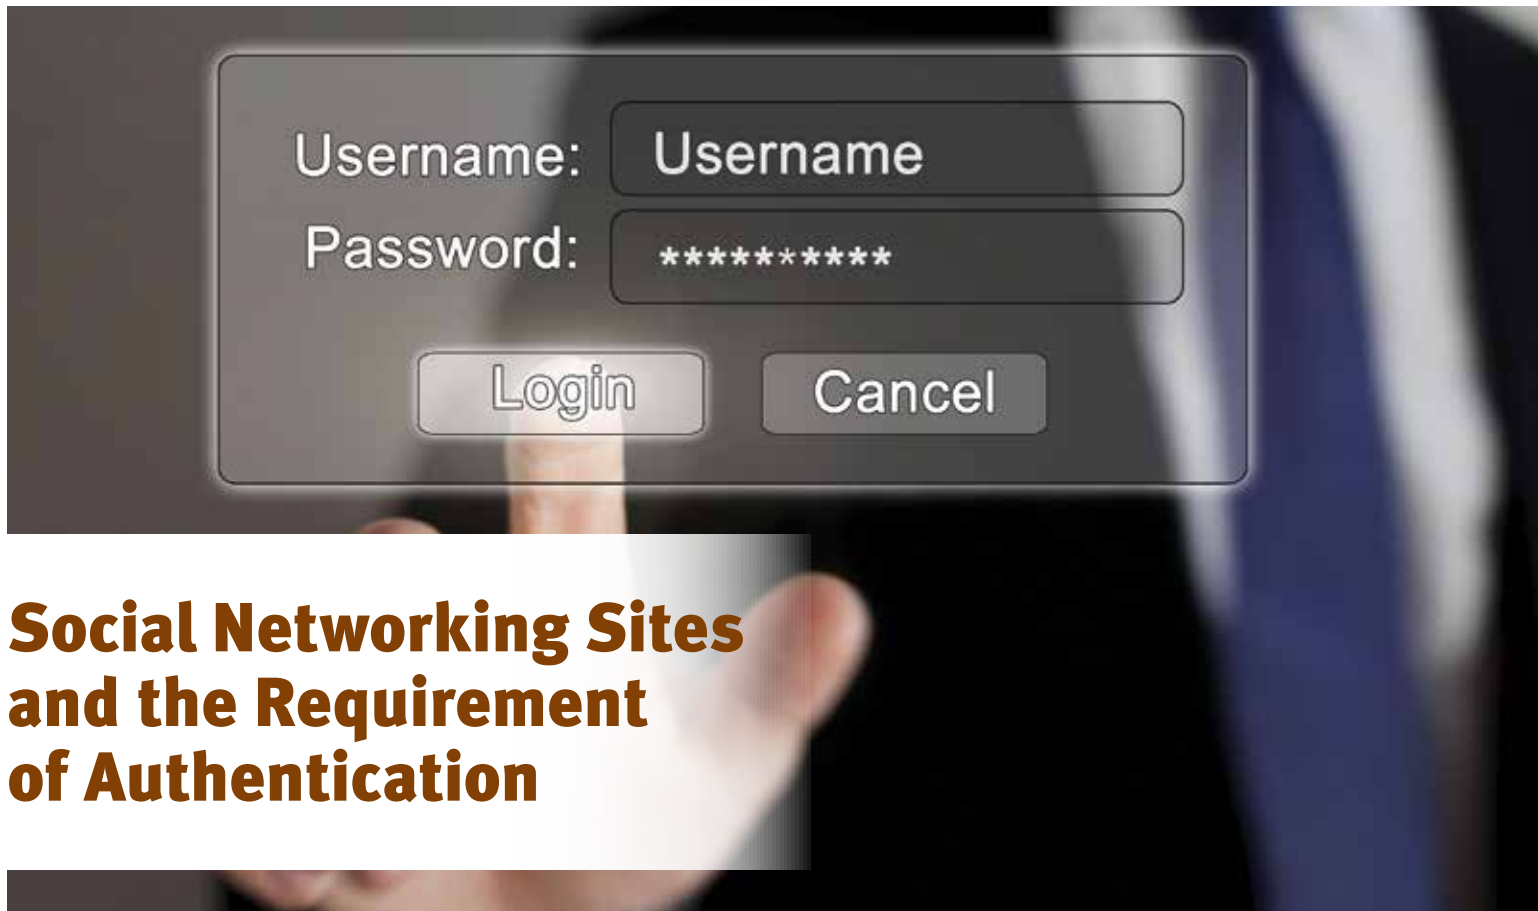 Username: Username
Password: **********
Login Cancel
Social Networking Sites
and the Requirement
of Authentication